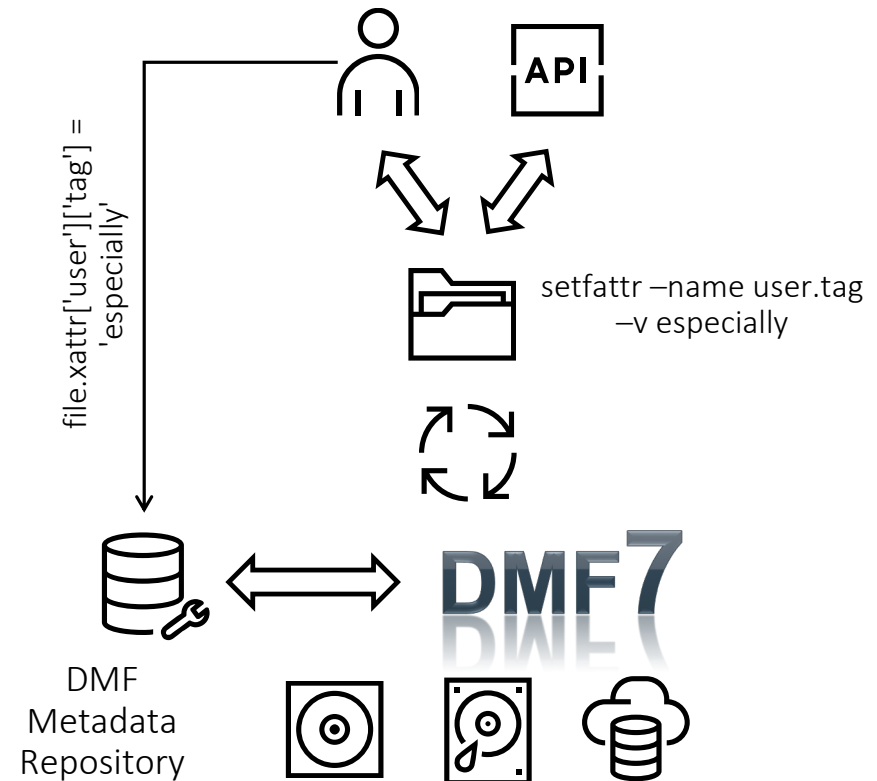 API
file.xattr['user']['tag'] =
'especially'
setfattr –name user.tag
–v especially
DMF7
DMF
Metadata
Repository